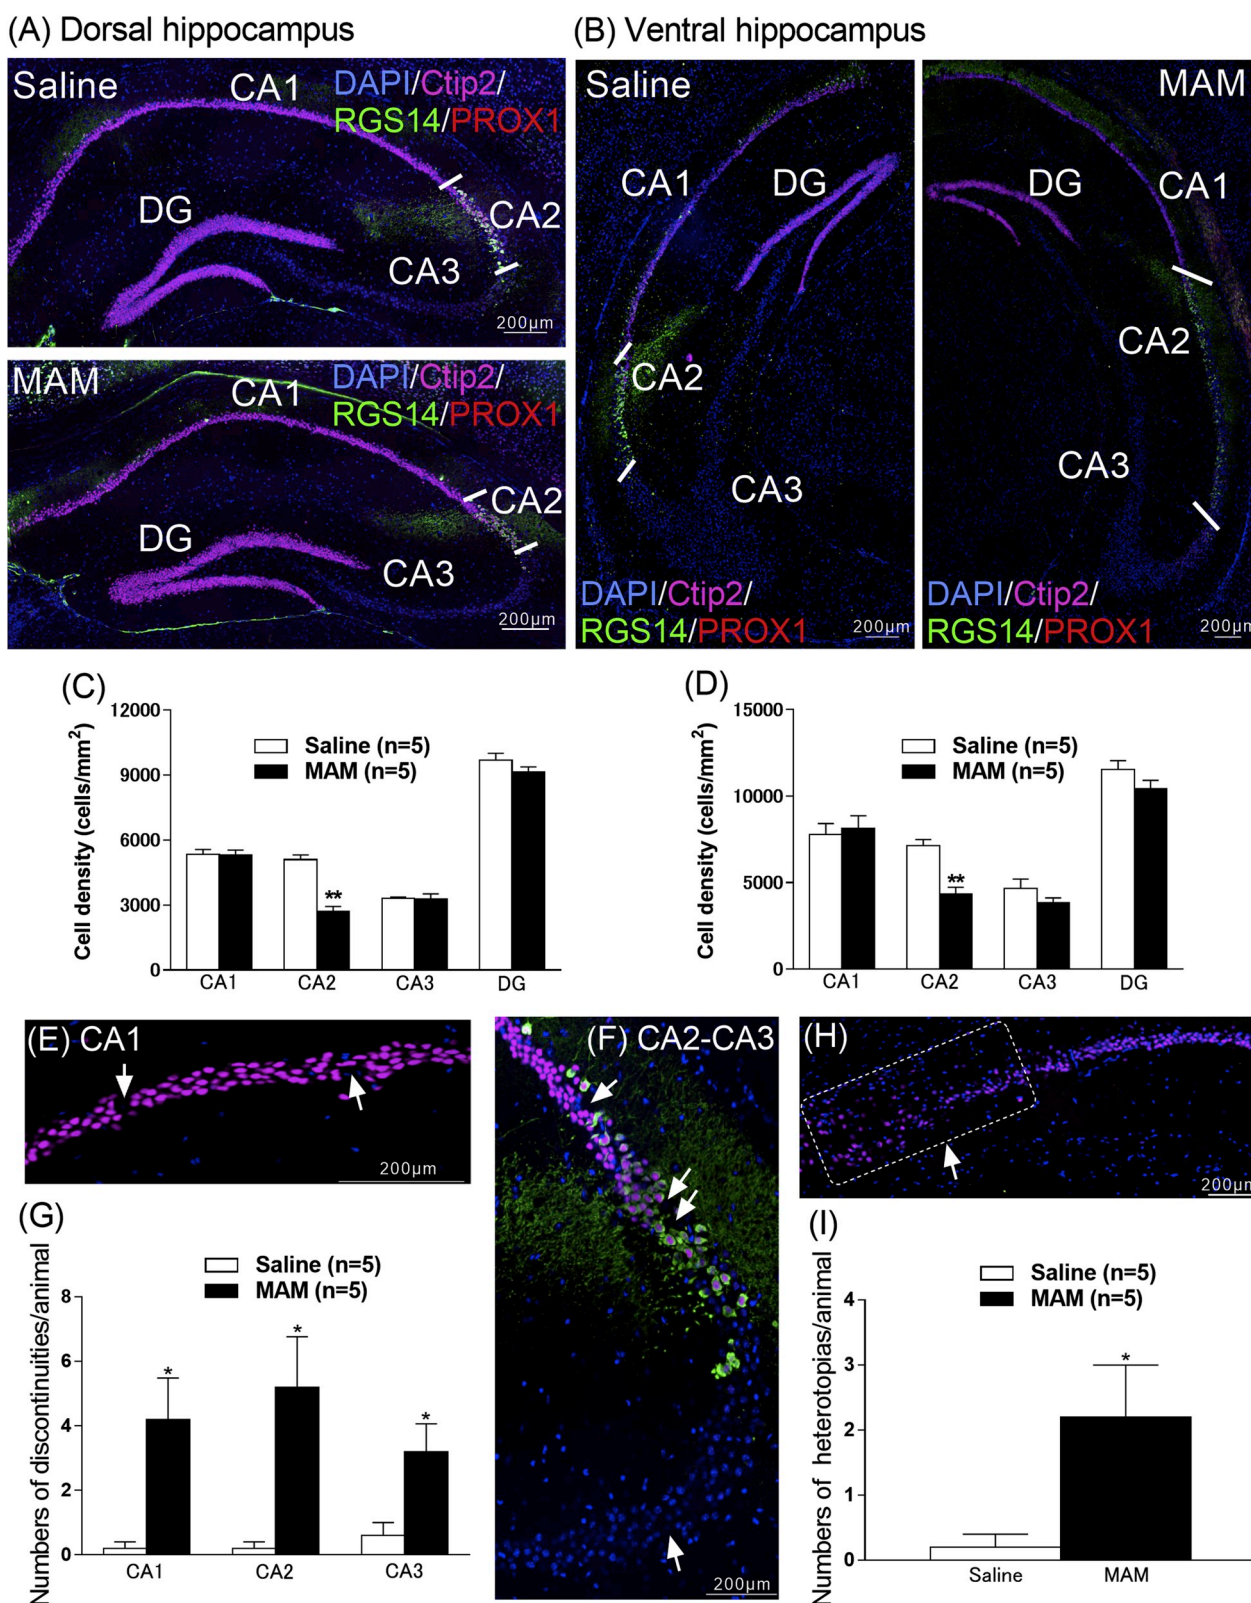 (A) Dorsal hippocampus
Saline
CA1
DAPI/Ctip2/
RGS14/PROX1
DG
CA2
CA3
200μm
MAM
CA1
DAPI/Ctip2/
RGS14/PROX1
CA2
DG
CA3
200μm
(B) Ventral hippocampus
Saline
CA1
DG
CA2
CA3
DAPI/Ctip2/
RGS14/PROX1
200μm
MAM
DG
CA1
CA2
CA3
DAPI/Ctip2/
RGS14/PROX1
200μm
(C)
Cell density (cells/mm²)
12000
9000
6000
3000
0
Saline (n=5)
MAM (n=5)
**
CA1 CA2 CA3 DG
(D)
Cell density (cells/mm²)
15000
10000
5000
0
Saline (n=5)
MAM (n=5)
**
CA1 CA2 CA3 DG
(E) CA1
200μm
(F) CA2-CA3
200μm
(H)
200μm
(G)
Numbers of discontinuities/animal
8
6
4
2
0
Saline (n=5)
MAM (n=5)
* * *
CA1 CA2 CA3
(I)
Numbers of heterotopias/animal
4
3
2
1
0
Saline (n=5)
MAM (n=5)
*
Saline MAM